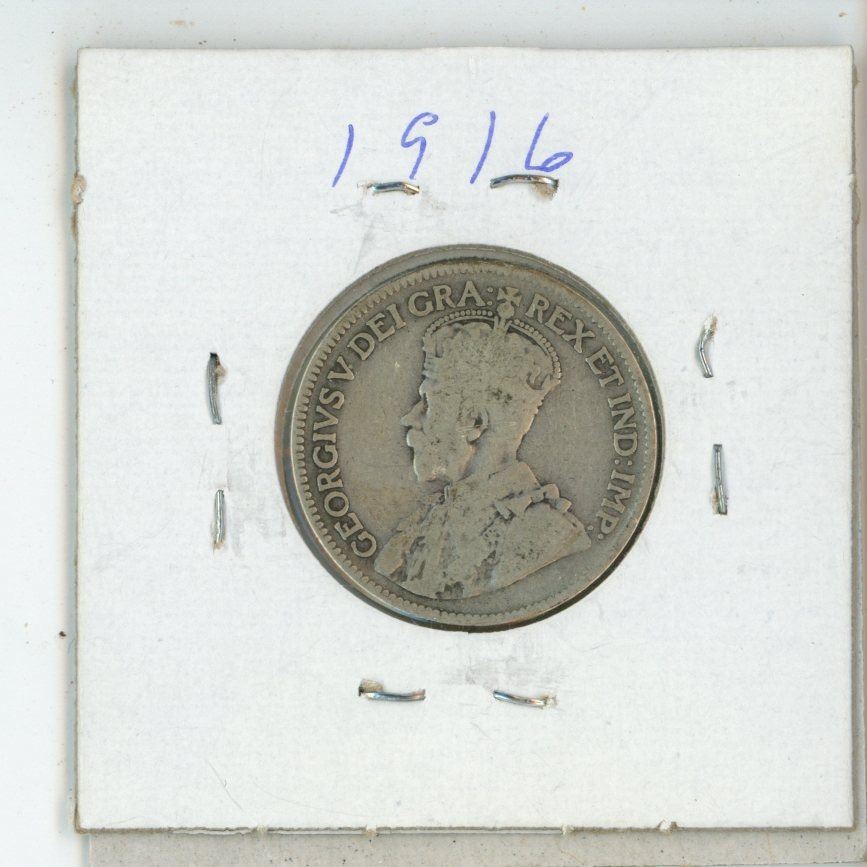 1916
GEORGIVS V DEI GRA: REX ET IND: IMP: